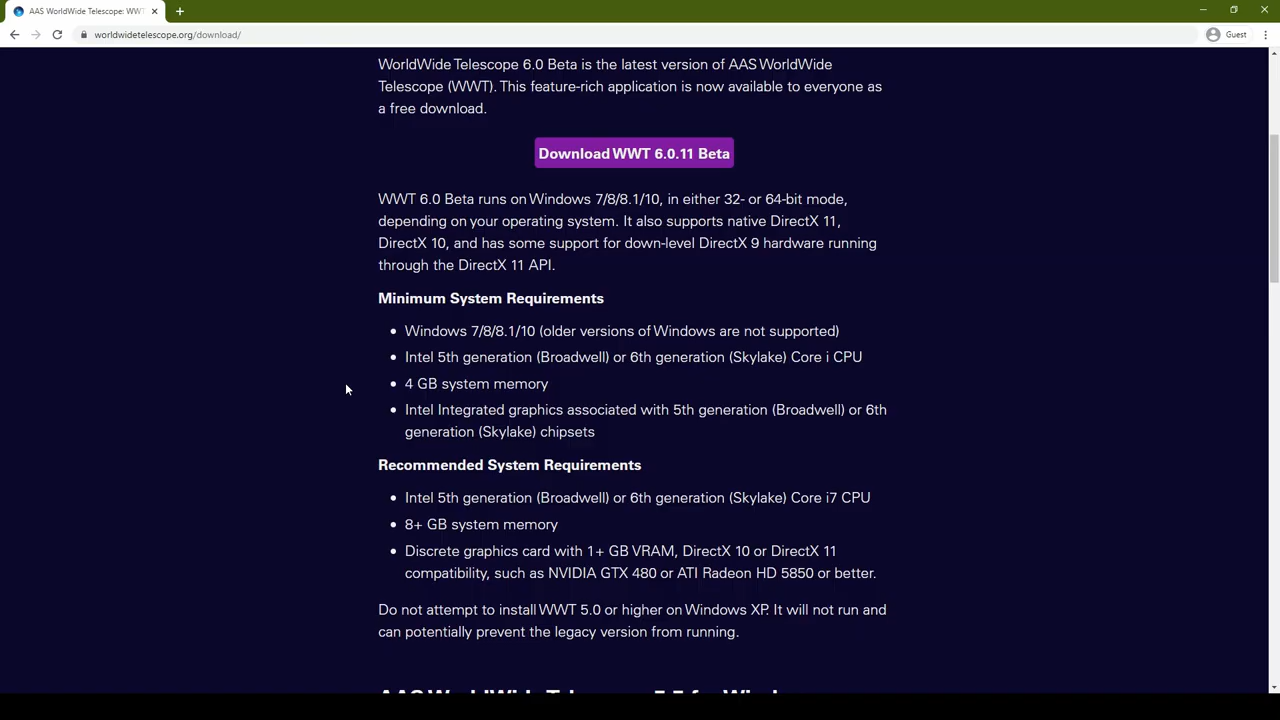 AAS WorldWide Telescope: WWT
worldwidetelescope.org/download/
Guest
WorldWide Telescope 6.0 Beta is the latest version of AAS WorldWide
Telescope (WWT). This feature-rich application is now available to everyone as
a free download.
Download WWT 6.0.11 Beta
WWT 6.0 Beta runs on Windows 7/8/8.1/10, in either 32- or 64-bit mode,
depending on your operating system. It also supports native DirectX 11,
DirectX 10, and has some support for down-level DirectX 9 hardware running
through the DirectX 11 API.
Minimum System Requirements
• Windows 7/8/8.1/10 (older versions of Windows are not supported)
• Intel 5th generation (Broadwell) or 6th generation (Skylake) Core i CPU
• 4 GB system memory
• Intel Integrated graphics associated with 5th generation (Broadwell) or 6th
generation (Skylake) chipsets
Recommended System Requirements
• Intel 5th generation (Broadwell) or 6th generation (Skylake) Core i7 CPU
• 8+ GB system memory
• Discrete graphics card with 1+ GB VRAM, DirectX 10 or DirectX 11
compatibility, such as NVIDIA GTX 480 or ATI Radeon HD 5850 or better.
Do not attempt to install WWT 5.0 or higher on Windows XP. It will not run and
can potentially prevent the legacy version from running.